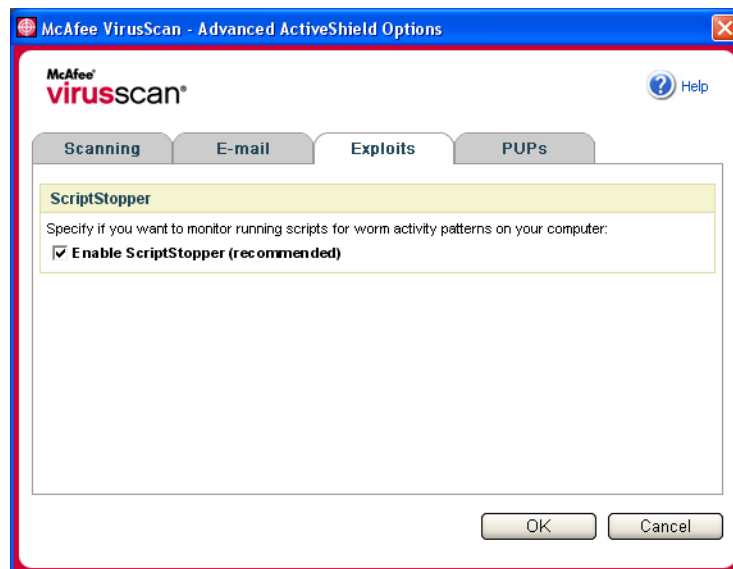 McAfee VirusScan - Advanced ActiveShield Options
McAfee®
virusscan®
Help
Scanning
E-mail
Exploits
PUPs
ScriptStopper
Specify if you want to monitor running scripts for worm activity patterns on your computer:
Enable ScriptStopper (recommended)
OK
Cancel